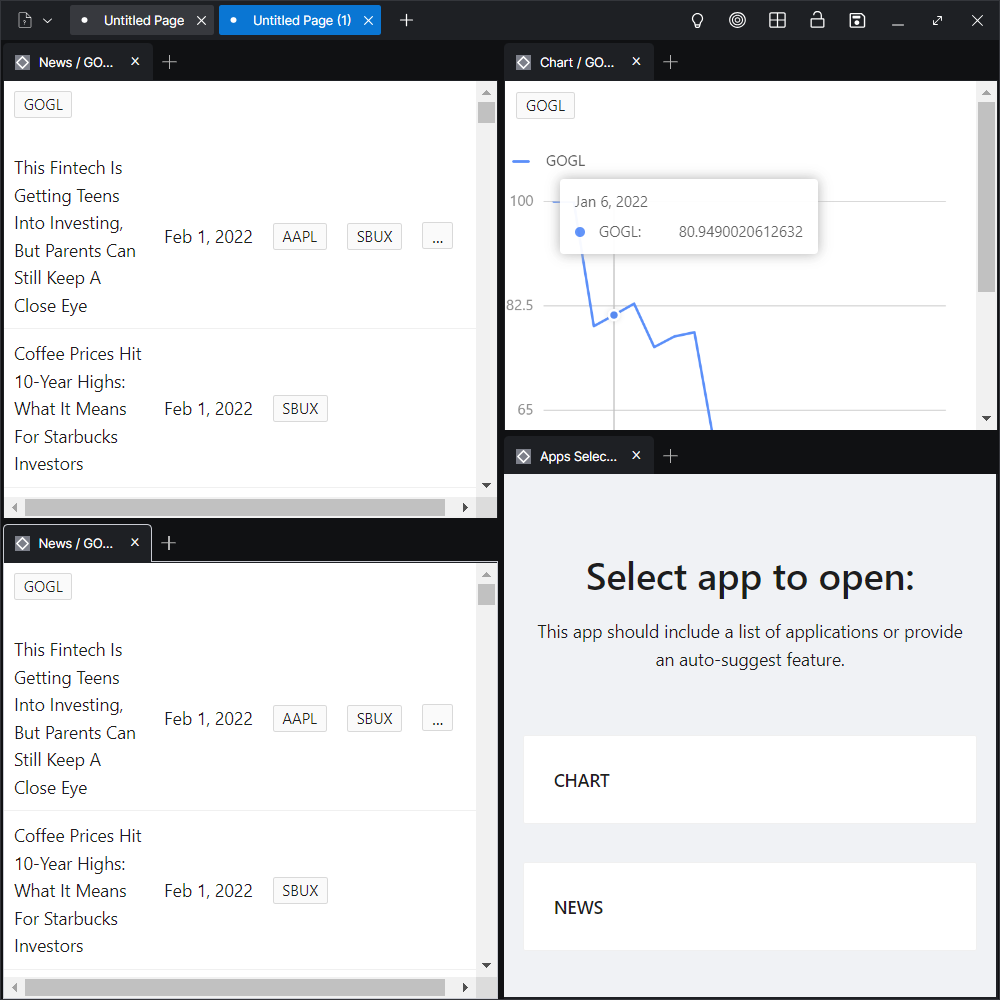 Untitled Page
Untitled Page (1)
News / GO...
GOGL
This Fintech Is
Getting Teens
Into Investing,
But Parents Can
Still Keep A
Close Eye
Feb 1, 2022
AAPL
SBUX
...
Coffee Prices Hit
10-Year Highs:
What It Means
For Starbucks
Investors
Feb 1, 2022
SBUX
Chart / GO...
GOGL
GOGL
100
82.5
65
Jan 6, 2022
GOGL:
80.9490020612632
News / GO...
GOGL
This Fintech Is
Getting Teens
Into Investing,
But Parents Can
Still Keep A
Close Eye
Feb 1, 2022
AAPL
SBUX
...
Coffee Prices Hit
10-Year Highs:
What It Means
For Starbucks
Investors
Feb 1, 2022
SBUX
Apps Selec...
Select app to open:
This app should include a list of applications or provide
an auto-suggest feature.
CHART
NEWS